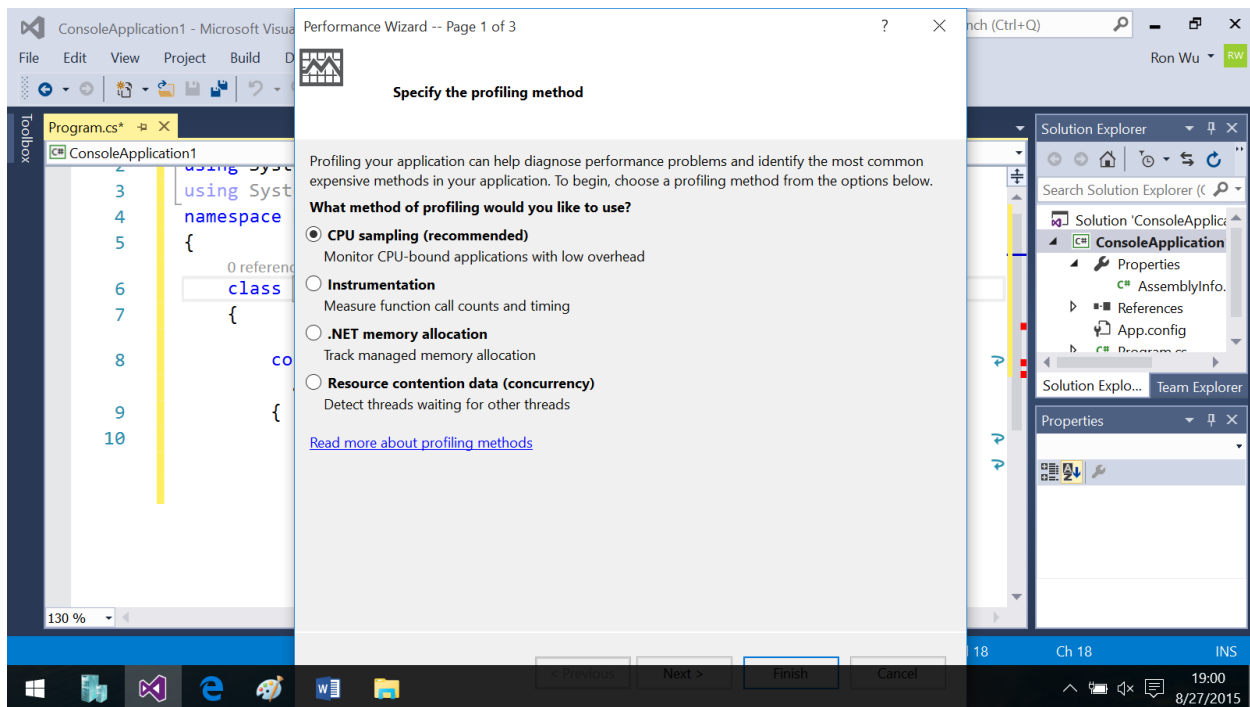 ConsoleApplication1 - Microsoft Visua
Performance Wizard -- Page 1 of 3
? 
nch (Ctrl+Q)
File Edit View Project Build D
Ron Wu RW
Specify the profiling method
Toolbox
Program.cs*
C# ConsoleApplication1
2 using Syst
3 using Syst
4 namespace
5 {
0 referenc
6 class
7 {
8 co
9 {
10
130 %
Profiling your application can help diagnose performance problems and identify the most common
expensive methods in your application. To begin, choose a profiling method from the options below.
What method of profiling would you like to use?
CPU sampling (recommended)
Monitor CPU-bound applications with low overhead
Instrumentation
Measure function call counts and timing
.NET memory allocation
Track managed memory allocation
Resource contention data (concurrency)
Detect threads waiting for other threads
Read more about profiling methods
< Previous Next > Finish Cancel
Solution Explorer
Search Solution Explorer (C
Solution 'ConsoleApplica
C# ConsoleApplication
Properties
C# AssemblyInfo.
References
App.config
C# Program.cs
Solution Explo... Team Explorer
Properties
18 Ch 18 INS
19:00
8/27/2015